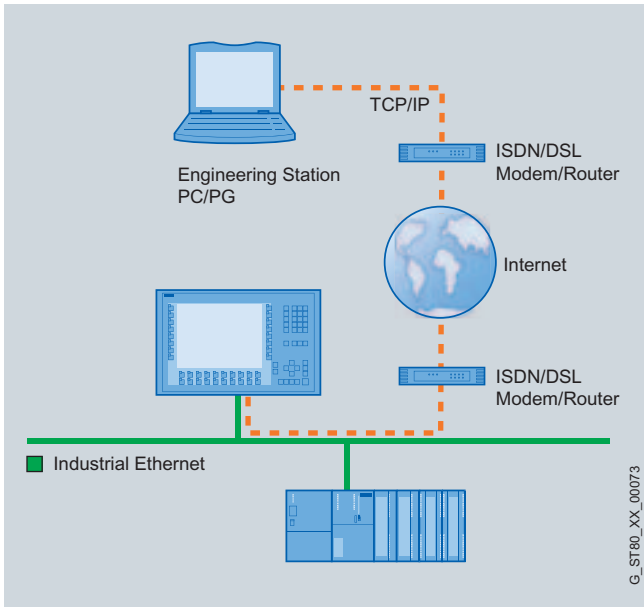 TCP/IP
ISDN/DSL
Modem/Router
Engineering Station
PC/PG
Internet
ISDN/DSL
Modem/Router
Industrial Ethernet
G_ST80_XX_00073